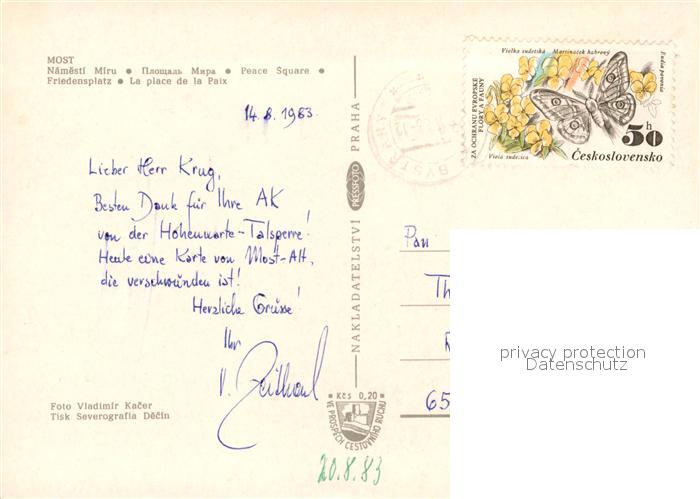 MOST
Náměstí Míru ● Площадь Мира ● Peace Square ●
Friedensplatz ● La place de la Paix
14.8.1983.
Lieber Herr Krug,
Besten Dank für Ihre AK
von der Hohenwarte-Talsperre!
Heute eine Karte von Most-Alt,
die verschwunden ist!
Herzliche Grüsse!
Ihr
V.
Foto Vladimír Kačer
Tisk Severografia Děčín
NAKLADATELSTVÍ PRESSFOTO PRAHA
Kčs 0,20
VE PROSPĚCH CESTOVNÍHO RUCHU
20.8.83
BYSTRANY
ZA OCHRANU EVROPSKÉ
FLÓRY A FAUNY
Violka sudetská Martináček habrový
Eudia pavonia
Viola sudetica
50 h
Československo
Pan
Th
65
privacy protection
Datenschutz